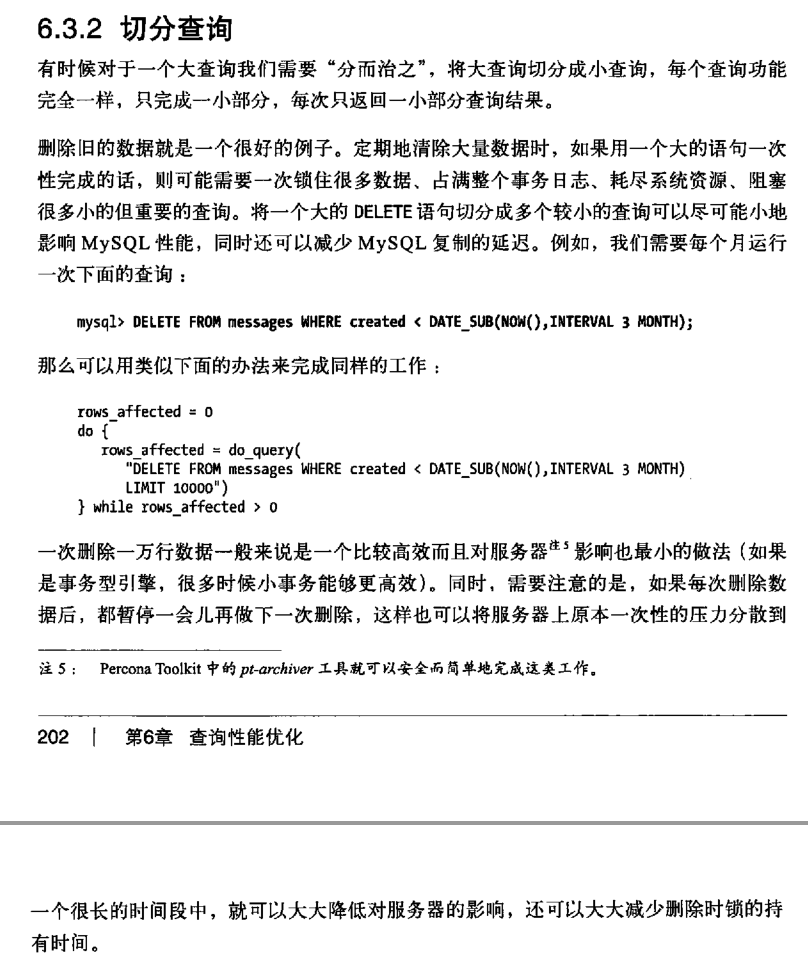 6.3.2 切分查询
有时候对于一个大查询我们需要“分而治之”，将大查询切分成小查询，每个查询功能
完全一样，只完成一小部分，每次只返回一小部分查询结果。
删除旧的数据就是一个很好的例子。定期地清除大量数据时，如果用一个大的语句一次
性完成的话，则可能需要一次锁住很多数据、占满整个事务日志、耗尽系统资源、阻塞
很多小的但重要的查询。将一个大的 DELETE 语句切分成多个较小的查询可以尽可能小地
影响 MySQL 性能，同时还可以减少 MySQL 复制的延迟。例如，我们需要每个月运行
一次下面的查询：
mysql> DELETE FROM messages WHERE created < DATE_SUB(NOW(),INTERVAL 3 MONTH);
那么可以用类似下面的办法来完成同样的工作：
rows_affected = 0
do {
rows_affected = do_query(
"DELETE FROM messages WHERE created < DATE_SUB(NOW(),INTERVAL 3 MONTH)
LIMIT 10000")
} while rows_affected > 0
一次删除一万行数据一般来说是一个比较高效而且对服务器注5影响也最小的做法（如果
是事务型引擎，很多时候小事务能够更高效）。同时，需要注意的是，如果每次删除数
据后，都暂停一会儿再做下一次删除，这样也可以将服务器上原本一次性的压力分散到
注 5： Percona Toolkit 中的 pt-archiver 工具就可以安全而简单地完成这类工作。
202 | 第6章 查询性能优化
一个很长的时间段中，就可以大大降低对服务器的影响，还可以大大减少删除时锁的持
有时间。